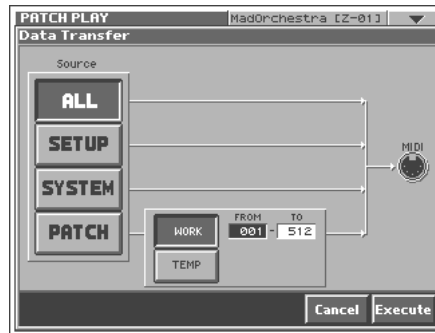 PATCH PLAY MadOrchestra [Z-01]
Data Transfer
Source
ALL
SETUP
MIDI
SYSTEM
PATCH
FROM TO
WORK 001 - 512
TEMP
Cancel Execute